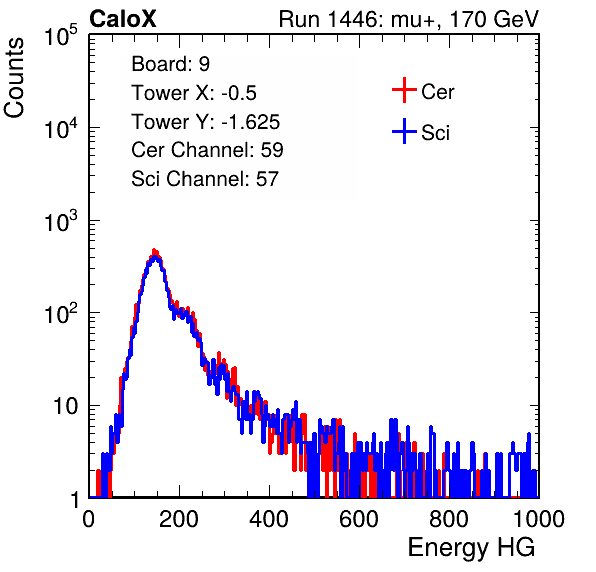 CaloX Run 1446: mu+, 170 GeV
Counts
Board: 9
Tower X: -0.5
Tower Y: -1.625
Cer Channel: 59
Sci Channel: 57
Cer
Sci
10^5
10^4
10^3
10^2
10
1
0 200 400 600 800 1000
Energy HG